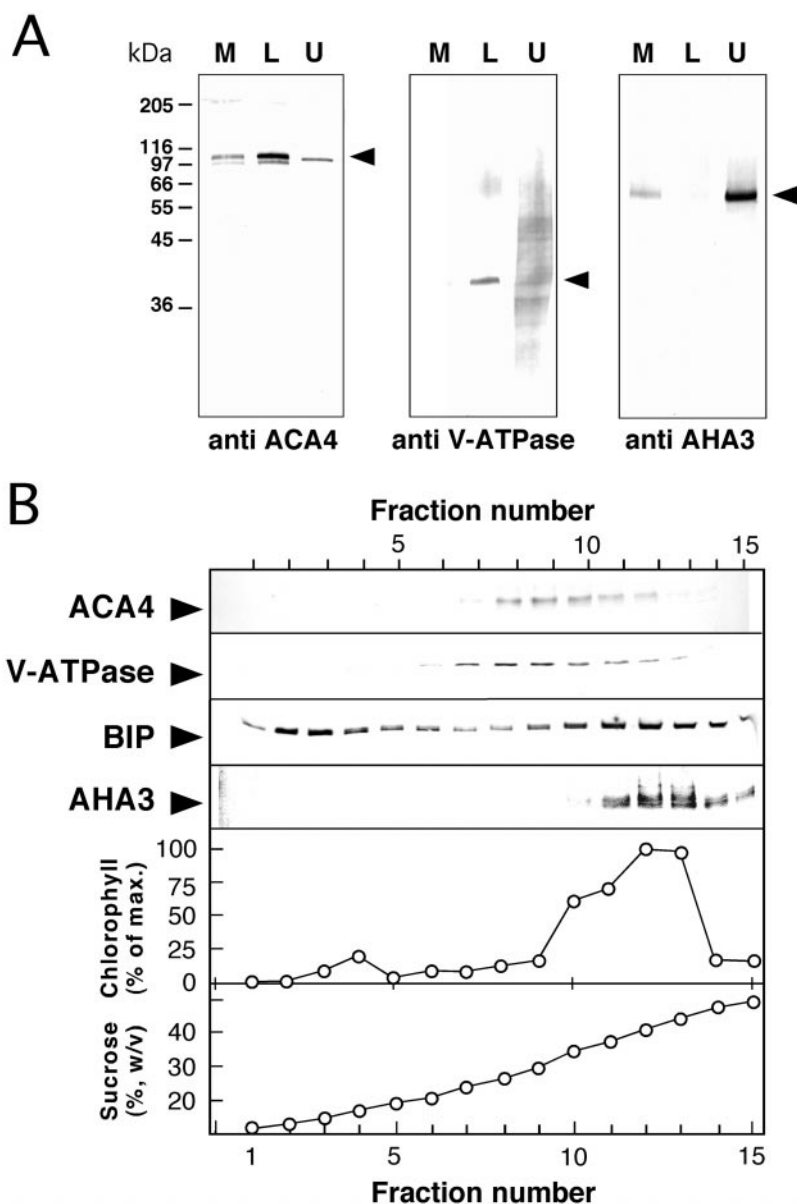 A
kDa M L U M L U M L U
205
116
97
66
55
45
36
anti ACA4 anti V-ATPase anti AHA3
B
Fraction number
5 10 15
ACA4
V-ATPase
BIP
AHA3
Chlorophyll
(% of max.)
100
75
50
25
0
Sucrose
(%, w/v)
40
30
20
1 5 10 15
Fraction number